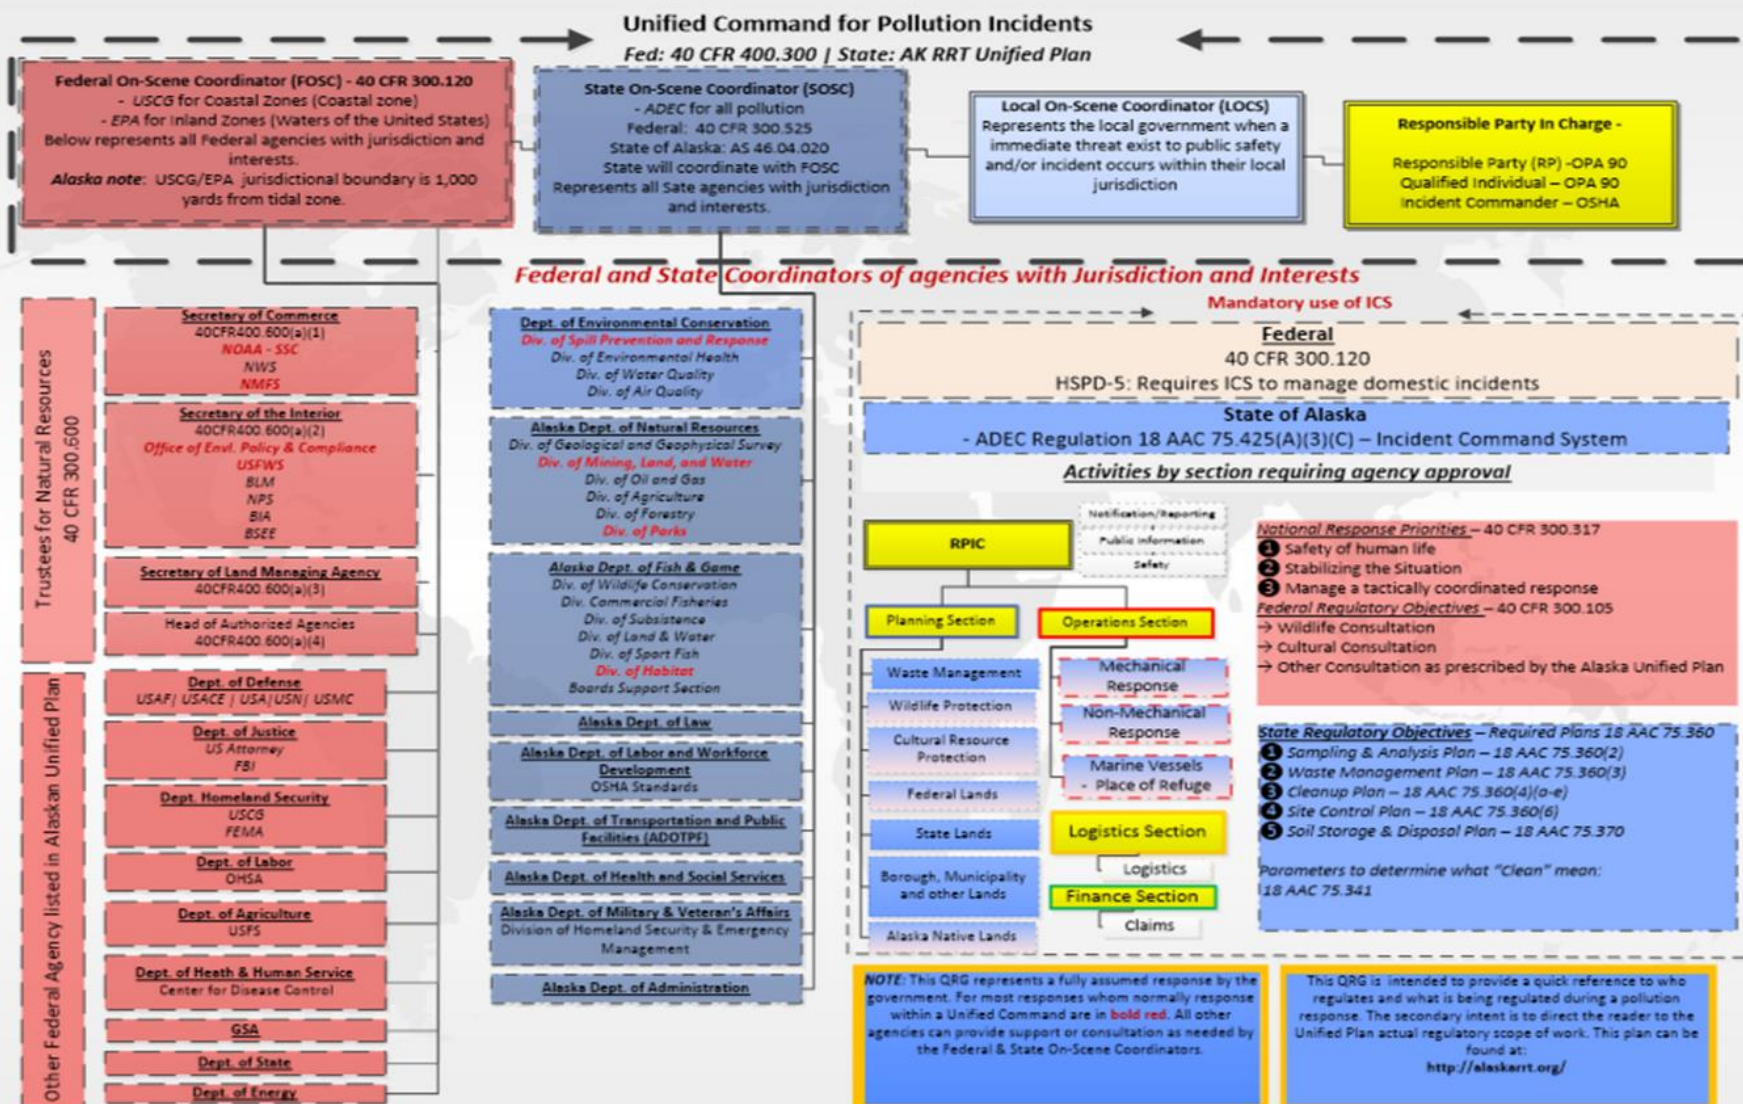 Unified Command for Pollution Incidents
Fed: 40 CFR 400.300 | State: AK RRT Unified Plan
Federal On-Scene Coordinator (FOSC) - 40 CFR 300.120
- USCG for Coastal Zones (Coastal zone)
- EPA for Inland Zones (Waters of the United States)
Below represents all Federal agencies with jurisdiction and
interests.
Alaska note: USCG/EPA jurisdictional boundary is 1,000
yards from tidal zone.
State On-Scene Coordinator (SOSC)
- ADEC for all pollution
Federal: 40 CFR 300.525
State of Alaska: AS 46.04.020
State will coordinate with FOSC
Represents all Sate agencies with jurisdiction
and interests.
Local On-Scene Coordinator (LOCS)
Represents the local government when a
immediate threat exist to public safety
and/or incident occurs within their local
jurisdiction
Responsible Party In Charge -
Responsible Party (RP) -OPA 90
Qualified Individual – OPA 90
Incident Commander – OSHA
Federal and State Coordinators of agencies with Jurisdiction and Interests
Trustees for Natural Resources
40 CFR 300.600
Secretary of Commerce
40CFR400.600(a)(1)
NOAA - SSC
NWS
NMFS
Secretary of the Interior
40CFR400.600(a)(2)
Office of Envl. Policy & Compliance
USFWS
BLM
NPS
BIA
BSEE
Secretary of Land Managing Agency
40CFR400.600(a)(3)
Head of Authorized Agencies
40CFR400.600(a)(4)
Other Federal Agency listed in Alaskan Unified Plan
Dept. of Defense
USAF| USACE | USA|USN| USMC
Dept. of Justice
US Attorney
FBI
Dept. Homeland Security
USCG
FEMA
Dept. of Labor
OHSA
Dept. of Agriculture
USFS
Dept. of Heath & Human Service
Center for Disease Control
GSA
Dept. of State
Dept. of Energy
Dept. of Environmental Conservation
Div. of Spill Prevention and Response
Div. of Environmental Health
Div. of Water Quality
Div. of Air Quality
Alaska Dept. of Natural Resources
Div. of Geological and Geophysical Survey
Div. of Mining, Land, and Water
Div. of Oil and Gas
Div. of Agriculture
Div. of Forestry
Div. of Parks
Alaska Dept. of Fish & Game
Div. of Wildlife Conservation
Div. Commercial Fisheries
Div. of Subsistence
Div. of Land & Water
Div. of Sport Fish
Div. of Habitat
Boards Support Section
Alaska Dept. of Law
Alaska Dept. of Labor and Workforce
Development
OSHA Standards
Alaska Dept. of Transportation and Public
Facilities (ADOTPF)
Alaska Dept. of Health and Social Services
Alaska Dept. of Military & Veteran's Affairs
Division of Homeland Security & Emergency
Management
Alaska Dept. of Administration
Mandatory use of ICS
Federal
40 CFR 300.120
HSPD-5: Requires ICS to manage domestic incidents
State of Alaska
- ADEC Regulation 18 AAC 75.425(A)(3)(C) – Incident Command System
Activities by section requiring agency approval
RPIC
Notification/Reporting
Public Information
Safety
Planning Section
Waste Management
Wildlife Protection
Cultural Resource
Protection
Federal Lands
State Lands
Borough, Municipality
and other Lands
Alaska Native Lands
Operations Section
Mechanical
Response
Non-Mechanical
Response
Marine Vessels
- Place of Refuge
Logistics Section
Logistics
Finance Section
Claims
National Response Priorities – 40 CFR 300.317
1 Safety of human life
2 Stabilizing the Situation
3 Manage a tactically coordinated response
Federal Regulatory Objectives – 40 CFR 300.105
→ Wildlife Consultation
→ Cultural Consultation
→ Other Consultation as prescribed by the Alaska Unified Plan
State Regulatory Objectives – Required Plans 18 AAC 75.360
1 Sampling & Analysis Plan – 18 AAC 75.360(2)
2 Waste Management Plan – 18 AAC 75.360(3)
3 Cleanup Plan – 18 AAC 75.360(4)(a-e)
4 Site Control Plan – 18 AAC 75.360(6)
5 Soil Storage & Disposal Plan – 18 AAC 75.370
Parameters to determine what "Clean" mean:
18 AAC 75.341
NOTE: This QRG represents a fully assumed response by the
government. For most responses whom normally response
within a Unified Command are in bold red. All other
agencies can provide support or consultation as needed by
the Federal & State On-Scene Coordinators.
This QRG is intended to provide a quick reference to who
regulates and what is being regulated during a pollution
response. The secondary intent is to direct the reader to the
Unified Plan actual regulatory scope of work. This plan can be
found at:
http://alaskarrt.org/